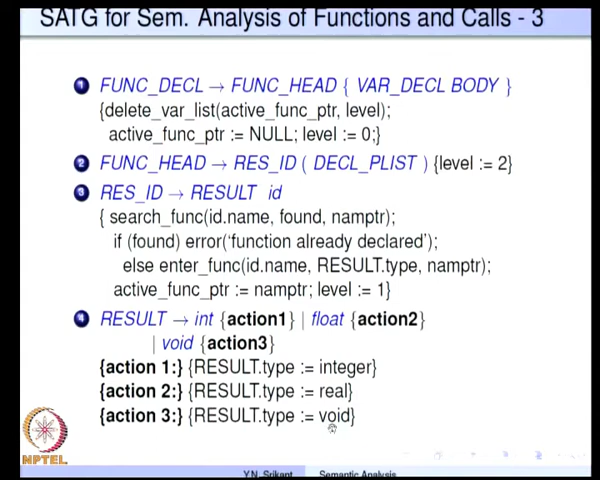 SATG for Sem. Analysis of Functions and Calls - 3
1 FUNC_DECL → FUNC_HEAD { VAR_DECL BODY }
{delete_var_list(active_func_ptr, level);
active_func_ptr := NULL; level := 0;}
2 FUNC_HEAD → RES_ID ( DECL_PLIST ) {level := 2}
3 RES_ID → RESULT id
{ search_func(id.name, found, namptr);
if (found) error('function already declared');
else enter_func(id.name, RESULT.type, namptr);
active_func_ptr := namptr; level := 1}
4 RESULT → int {action1} | float {action2}
| void {action3}
{action 1:} {RESULT.type := integer}
{action 2:} {RESULT.type := real}
{action 3:} {RESULT.type := void}
NPTEL
Y.N. Srikant Semantic Analysis